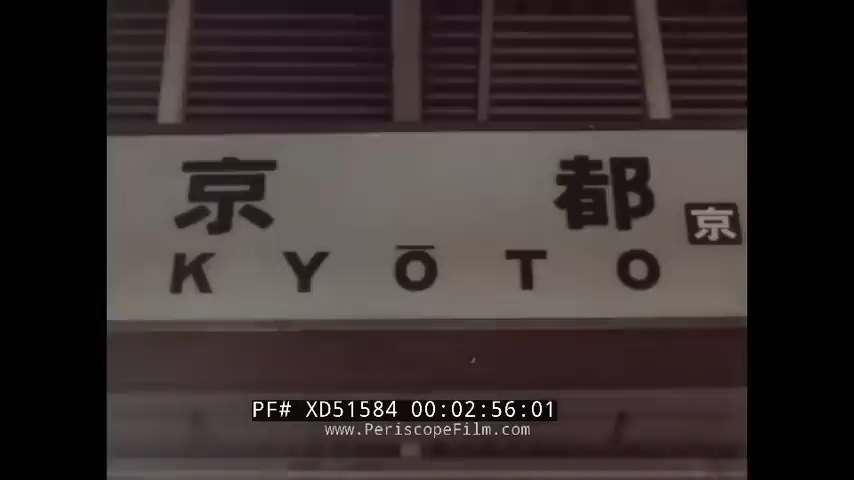 京都
京
KYŌTO
PF# XD51584 00:02:56:01
www.PeriscopeFilm.com